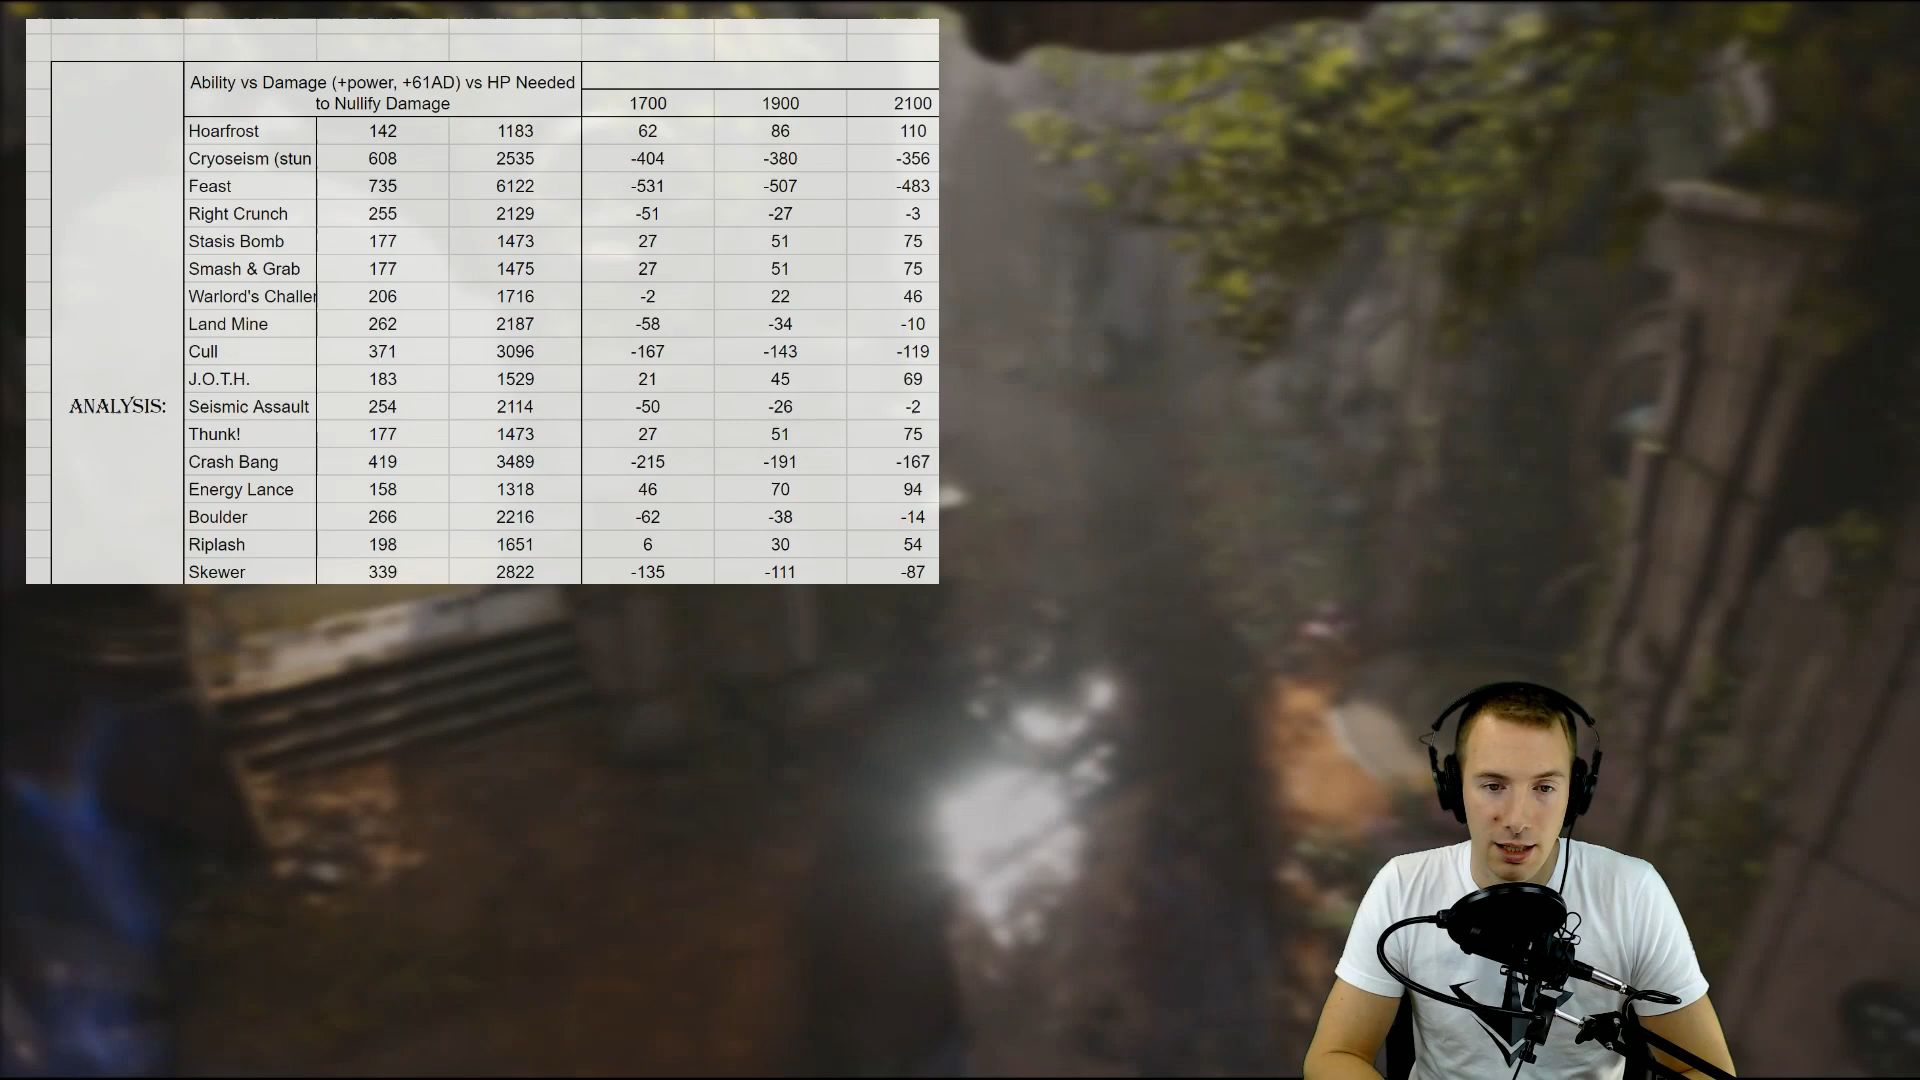 Ability vs Damage (+power, +61AD) vs HP Needed
to Nullify Damage 1700 1900 2100
Hoarfrost 142 1183 62 86 110
Cryoseism (stun 608 2535 -404 -380 -356
Feast 735 6122 -531 -507 -483
Right Crunch 255 2129 -51 -27 -3
Stasis Bomb 177 1473 27 51 75
Smash & Grab 177 1475 27 51 75
Warlord's Challer 206 1716 -2 22 46
Land Mine 262 2187 -58 -34 -10
Cull 371 3096 -167 -143 -119
J.O.T.H. 183 1529 21 45 69
ANALYSIS: Seismic Assault 254 2114 -50 -26 -2
Thunk! 177 1473 27 51 75
Crash Bang 419 3489 -215 -191 -167
Energy Lance 158 1318 46 70 94
Boulder 266 2216 -62 -38 -14
Riplash 198 1651 6 30 54
Skewer 339 2822 -135 -111 -87